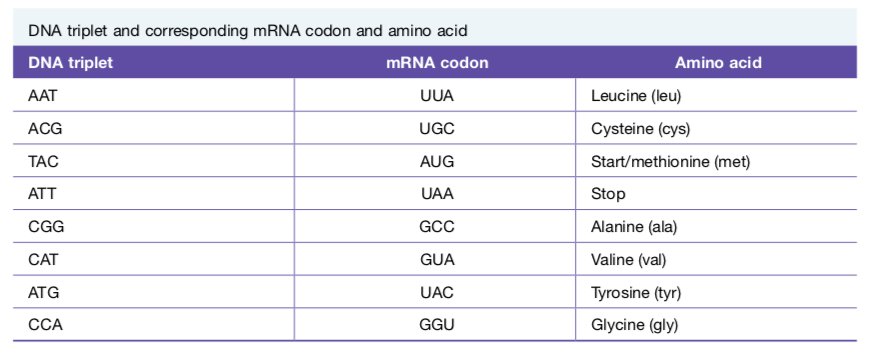 DNA triplet and corresponding mRNA codon and amino acid
DNA triplet mRNA codon Amino acid
AAT UUA Leucine (leu)
ACG UGC Cysteine (cys)
TAC AUG Start/methionine (met)
ATT UAA Stop
CGG GCC Alanine (ala)
CAT GUA Valine (val)
ATG UAC Tyrosine (tyr)
CCA GGU Glycine (gly)